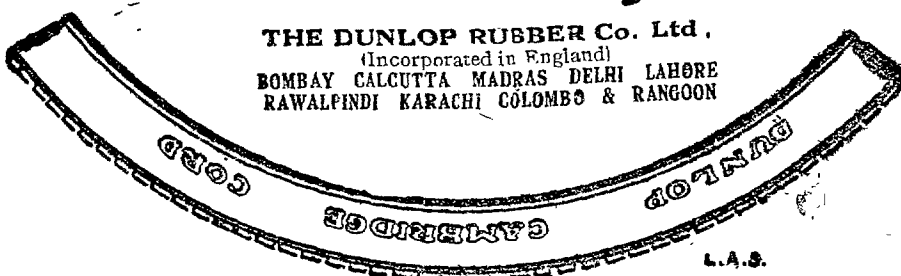 THE DUNLOP RUBBER Co. Ltd.
(Incorporated in England)
BOMBAY CALCUTTA MADRAS DELHI LAHORE
RAWALPINDI KARACHI COLOMBO & RANGOON
DUNLOP CAMBRIDGE CORD
L.A.S.